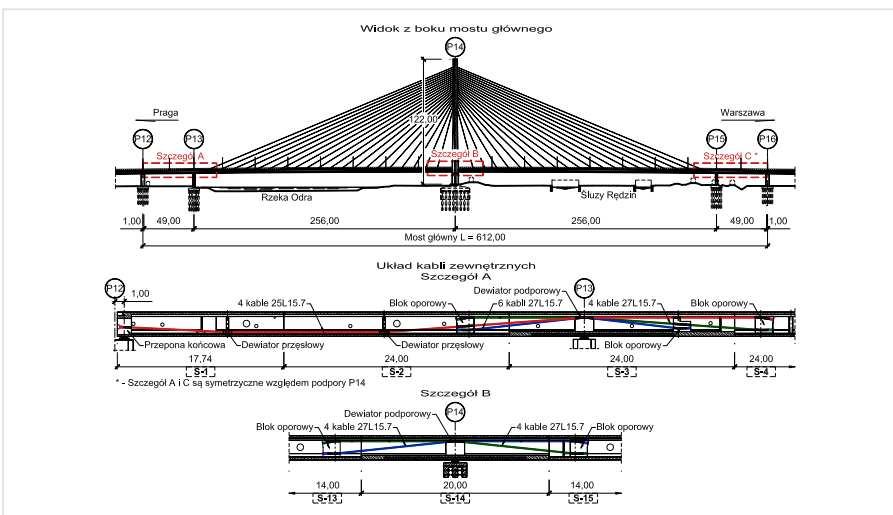 Widok z boku mostu głównego
P14
Praga
Warszawa
122,00
P12
P13
P15
P16
Szczegół A
Szczegół B
Szczegół C *
Rzeka Odra
Śluzy Rędzin
1,00
49,00
256,00
256,00
49,00
1,00
Most główny L = 612,00
Układ kabli zewnętrznych
Szczegół A
P12
P13
1,00
Dewiator podporowy
4 kable 25L15.7
Blok oporowy
6 kabli 27L15.7
4 kable 27L15.7
Blok oporowy
Przepona końcowa
Dewiator przęsłowy
Dewiator przęsłowy
Blok oporowy
17,74
24,00
24,00
24,00
S-1
S-2
S-3
S-4
* - Szczegół A i C są symetryczne względem podpory P14
Szczegół B
Dewiator podporowy
P14
Blok oporowy
4 kable 27L15.7
4 kable 27L15.7
Blok oporowy
14,00
20,00
14,00
S-13
S-14
S-15